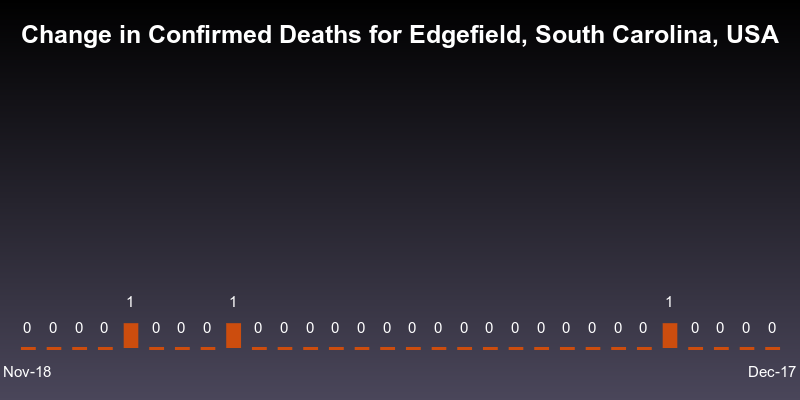 Change in Confirmed Deaths for Edgefield, South Carolina, USA
1 1 1
0 0 0 0 0 0 0 0 0 0 0 0 0 0 0 0 0 0 0 0 0 0 0 0 0 0 0
Nov-18 Dec-17